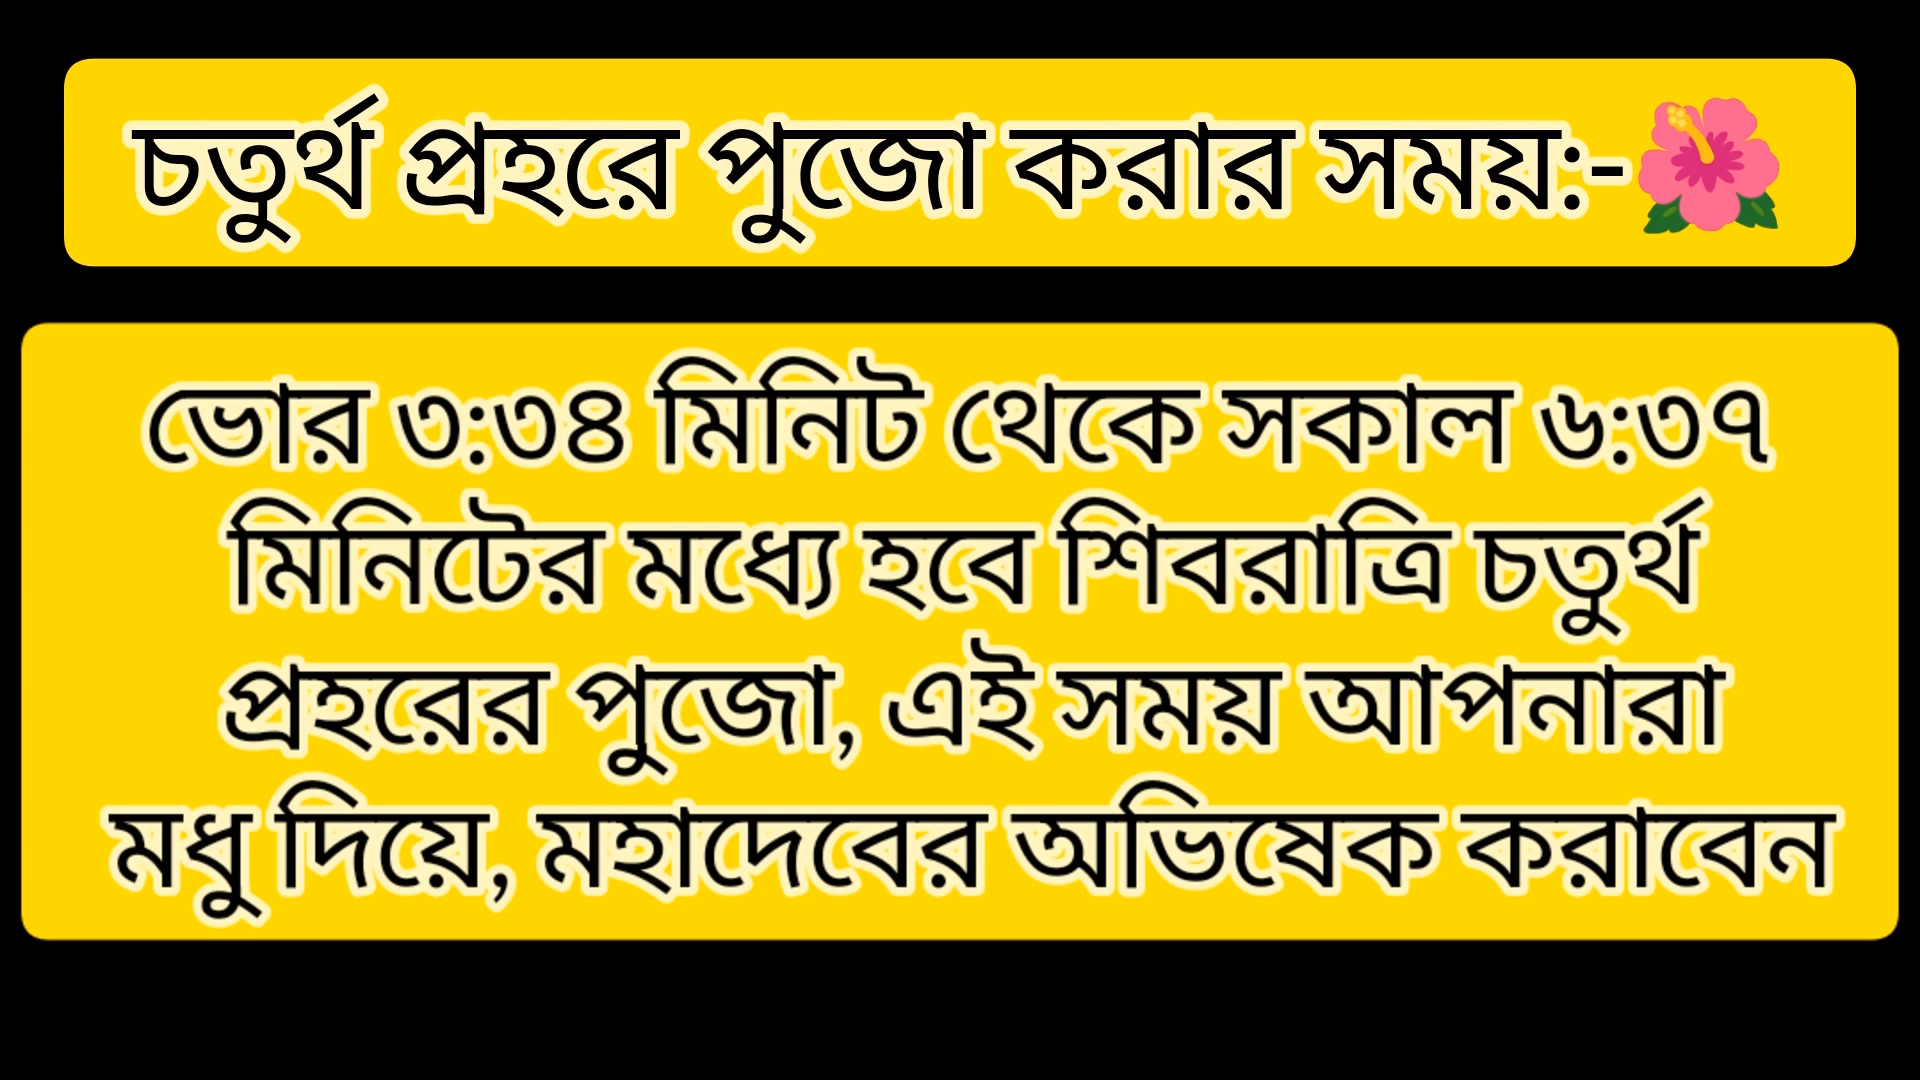 চতুর্থ প্রহরে পুজো করার সময়:-🌺
ভোর ৩:৩৪ মিনিট থেকে সকাল ৬:৩৭
মিনিটের মধ্যে হবে শিবরাত্রি চতুর্থ
প্রহরের পুজো, এই সময় আপনারা
মধু দিয়ে, মহাদেবের অভিষেক করাবেন